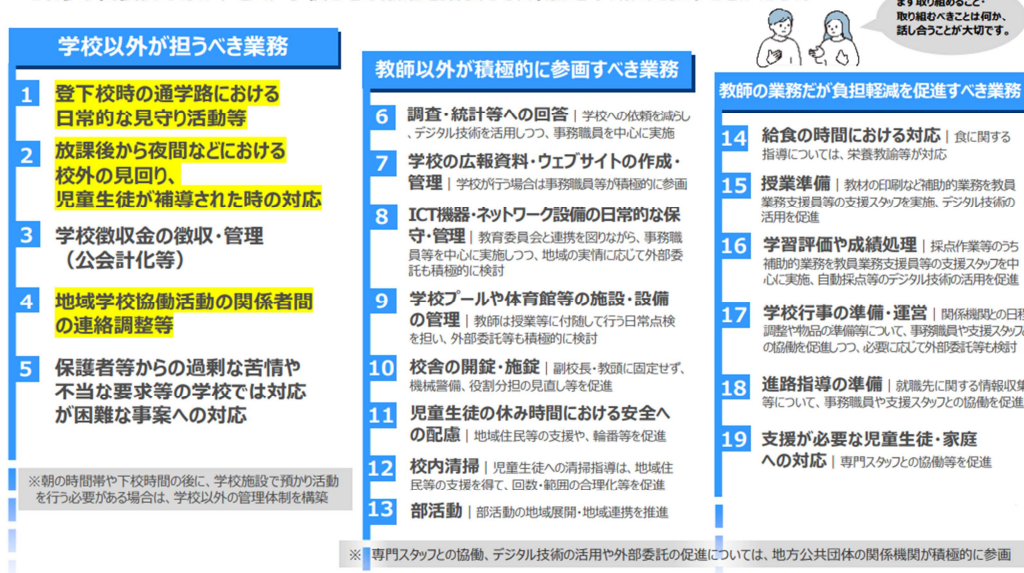 まず取り組めること・
取り組むべきことは何か、
話し合うことが大切です。
学校以外が担うべき業務
1 登下校時の通学路における
日常的な見守り活動等
2 放課後から夜間などにおける
校外の見回り、
児童生徒が補導された時の対応
3 学校徴収金の徴収・管理
（公会計化等）
4 地域学校協働活動の関係者間
の連絡調整等
5 保護者等からの過剰な苦情や
不当な要求等の学校では対応
が困難な事案への対応
※朝の時間帯や下校時間の後に、学校施設で預かり活動
を行う必要がある場合は、学校以外の管理体制を構築
教師以外が積極的に参画すべき業務
6 調査・統計等への回答｜学校への依頼を減らし
、デジタル技術を活用しつつ、事務職員を中心に実施
7 学校の広報資料・ウェブサイトの作成・
管理｜学校が行う場合は事務職員等が積極的に参画
8 ICT機器・ネットワーク設備の日常的な保
守・管理｜教育委員会と連携を図りながら、事務職
員等を中心に実施しつつ、地域の実情に応じて外部委
託も積極的に検討
9 学校プールや体育館等の施設・設備
の管理｜教師は授業等に付随して行う日常点検
を担い、外部委託等も積極的に検討
10 校舎の開錠・施錠｜副校長・教頭に固定せず、
機械警備、役割分担の見直し等を促進
11 児童生徒の休み時間における安全へ
の配慮｜地域住民等の支援や、輪番等を促進
12 校内清掃｜児童生徒への清掃指導は、地域住
民等の支援を得て、回数・範囲の合理化等を促進
13 部活動｜部活動の地域展開・地域連携を推進
教師の業務だが負担軽減を促進すべき業務
14 給食の時間における対応｜食に関する
指導については、栄養教諭等が対応
15 授業準備｜教材の印刷など補助的業務を教員
業務支援員等の支援スタッフを実施、デジタル技術の
活用を促進
16 学習評価や成績処理｜採点作業等のうち
補助的業務を教員業務支援員等の支援スタッフを中
心に実施、自動採点等のデジタル技術の活用を促進
17 学校行事の準備・運営｜関係機関との日程
調整や物品の準備等について、事務職員や支援スタッフと
の協働を促進しつつ、必要に応じて外部委託等も検討
18 進路指導の準備｜就職先に関する情報収集
等について、事務職員や支援スタッフとの協働を促進
19 支援が必要な児童生徒・家庭
への対応｜専門スタッフとの協働等を促進
※ 専門スタッフとの協働、デジタル技術の活用や外部委託の促進については、地方公共団体の関係機関が積極的に参画